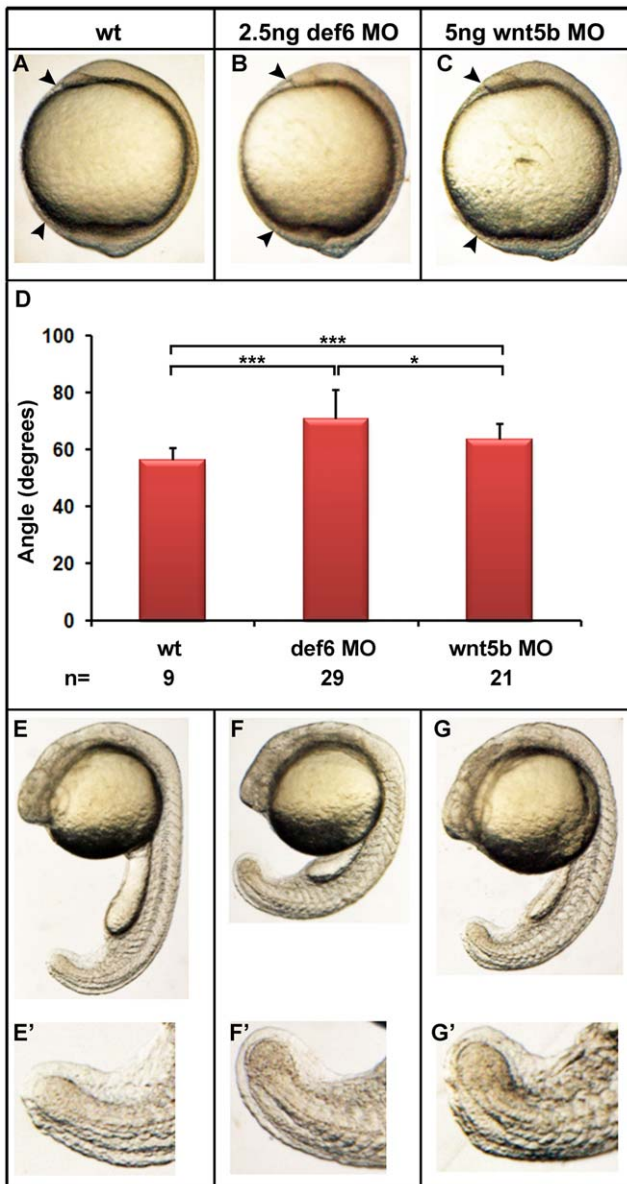 wt 2.5ng def6 MO 5ng wnt5b MO
A B C
D
100
80
60
40
20
0
Angle (degrees)
***
*** *
wt def6 MO wnt5b MO
n= 9 29 21
E F G
E' F' G'